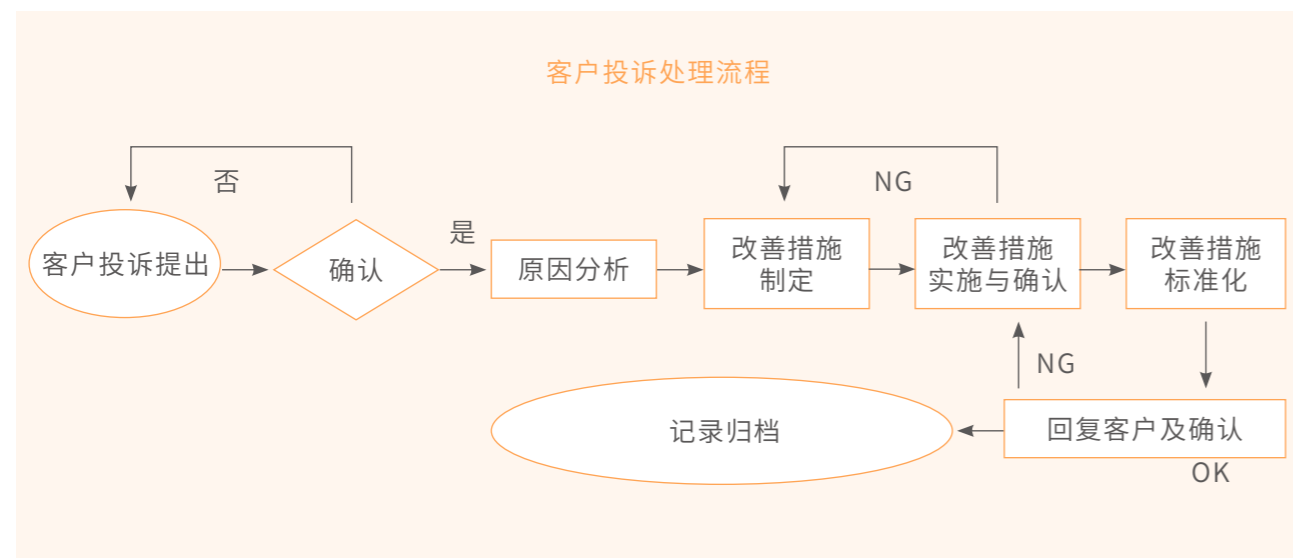 客户投诉处理流程
否
NG
是
客户投诉提出
确认
原因分析
改善措施
制定
改善措施
实施与确认
改善措施
标准化
NG
记录归档
回复客户及确认
OK